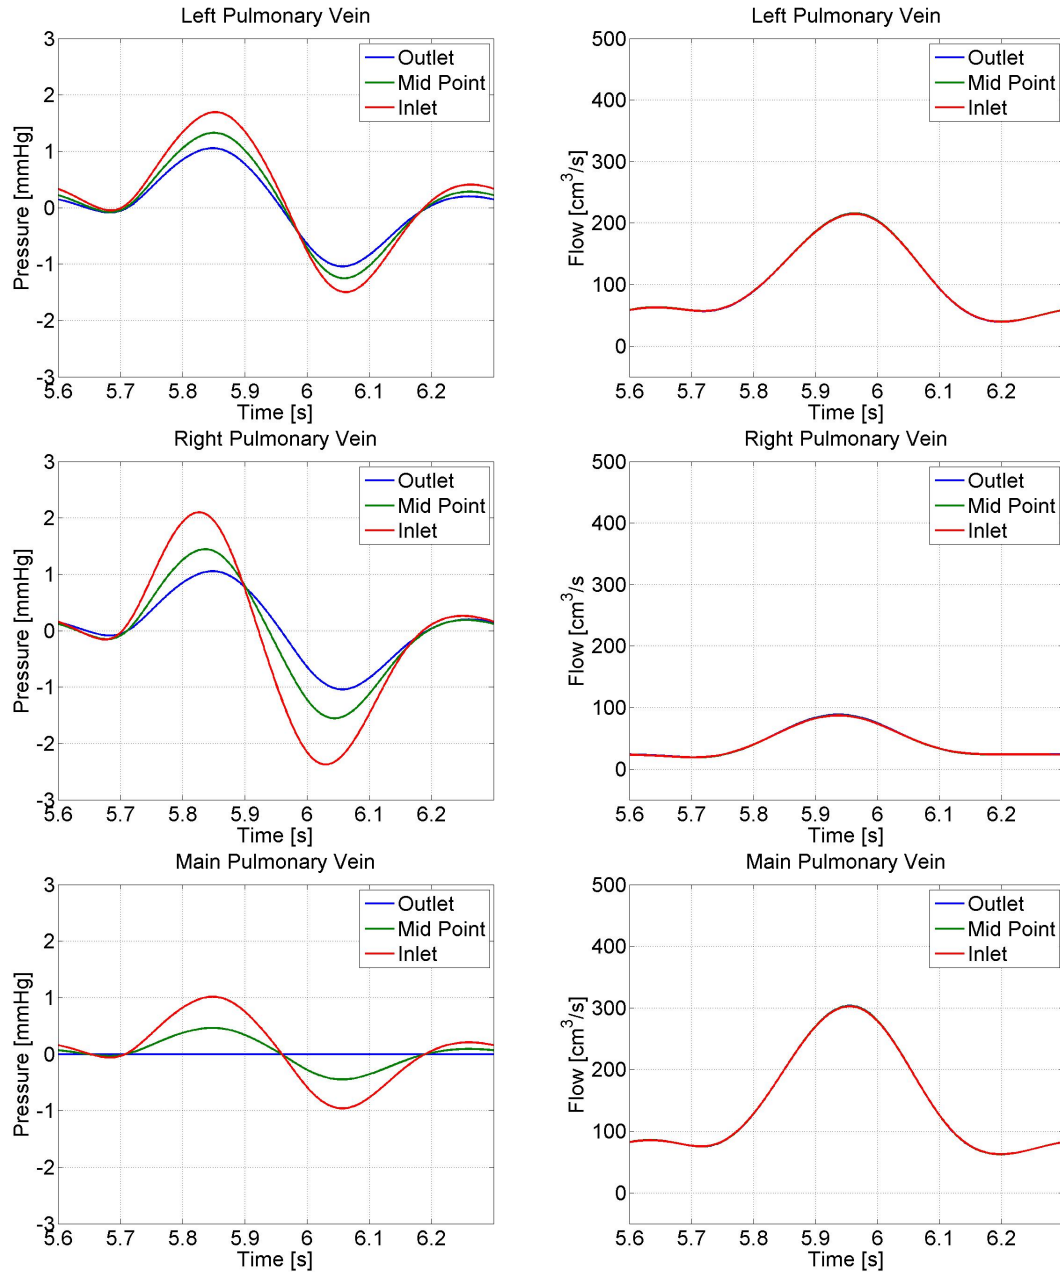 Left Pulmonary Vein
3
2
1
0
-1
-2
-3
Pressure [mmHg]
Outlet
Mid Point
Inlet
5.6 5.7 5.8 5.9 6 6.1 6.2
Time [s]
Left Pulmonary Vein
500
400
300
200
100
0
Flow [cm³/s]
Outlet
Mid Point
Inlet
5.6 5.7 5.8 5.9 6 6.1 6.2
Time [s]
Right Pulmonary Vein
3
2
1
0
-1
-2
-3
Pressure [mmHg]
Outlet
Mid Point
Inlet
5.6 5.7 5.8 5.9 6 6.1 6.2
Time [s]
Right Pulmonary Vein
500
400
300
200
100
0
Flow [cm³/s
Outlet
Mid Point
Inlet
5.6 5.7 5.8 5.9 6 6.1 6.2
Time [s]
Main Pulmonary Vein
3
2
1
0
-1
-2
-3
Pressure [mmHg]
Outlet
Mid Point
Inlet
5.6 5.7 5.8 5.9 6 6.1 6.2
Time [s]
Main Pulmonary Vein
500
400
300
200
100
0
Flow [cm³/s]
Outlet
Mid Point
Inlet
5.6 5.7 5.8 5.9 6 6.1 6.2
Time [s]